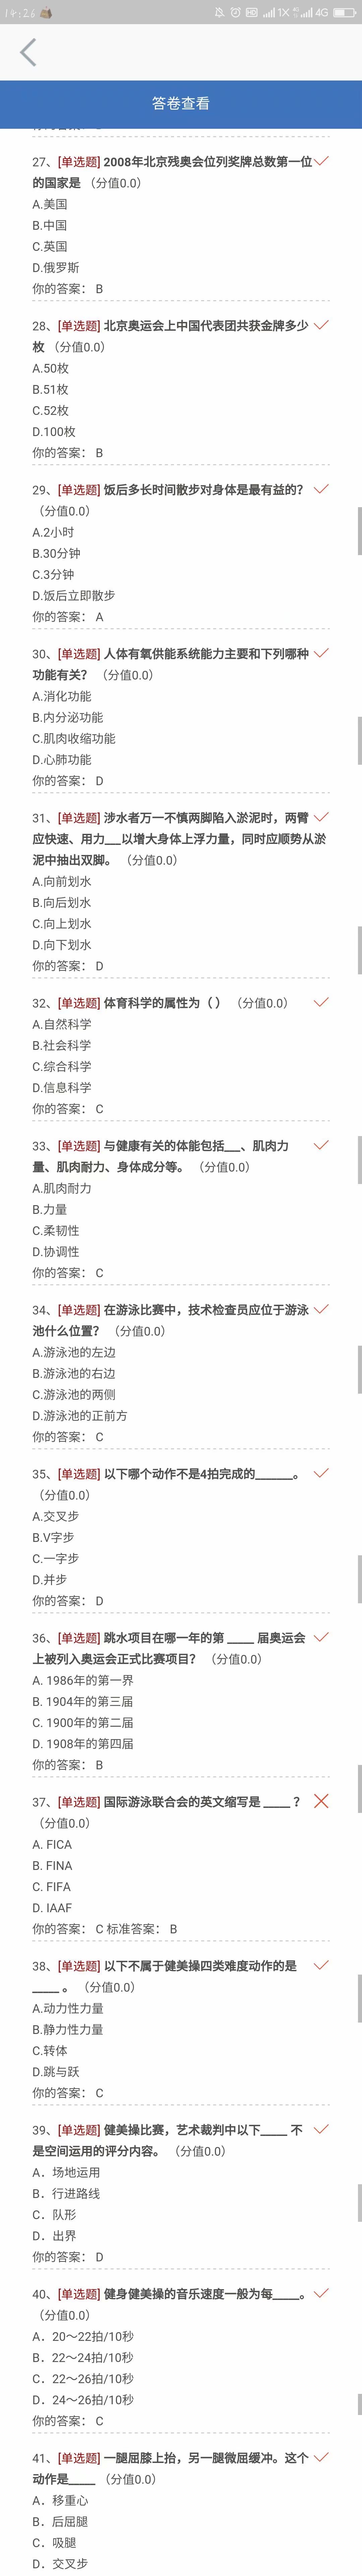 14:26
1X 4G
答卷查看
27、[单选题] 2008年北京残奥会位列奖牌总数第一位
的国家是 （分值0.0）
A.美国
B.中国
C.英国
D.俄罗斯
你的答案： B
28、[单选题] 北京奥运会上中国代表团共获金牌多少
枚 （分值0.0）
A.50枚
B.51枚
C.52枚
D.100枚
你的答案： B
29、[单选题] 饭后多长时间散步对身体是最有益的？
（分值0.0）
A.2小时
B.30分钟
C.3分钟
D.饭后立即散步
你的答案： A
30、[单选题] 人体有氧供能系统能力主要和下列哪种
功能有关？ （分值0.0）
A.消化功能
B.内分泌功能
C.肌肉收缩功能
D.心肺功能
你的答案： D
31、[单选题] 涉水者万一不慎两脚陷入淤泥时，两臂
应快速、用力___以增大身体上浮力量，同时应顺势从淤
泥中抽出双脚。 （分值0.0）
A.向前划水
B.向后划水
C.向上划水
D.向下划水
你的答案： D
32、[单选题] 体育科学的属性为（ ） （分值0.0）
A.自然科学
B.社会科学
C.综合科学
D.信息科学
你的答案： C
33、[单选题] 与健康有关的体能包括___、肌肉力
量、肌肉耐力、身体成分等。 （分值0.0）
A.肌肉耐力
B.力量
C.柔韧性
D.协调性
你的答案： C
34、[单选题] 在游泳比赛中，技术检查员应位于游泳
池什么位置？ （分值0.0）
A.游泳池的左边
B.游泳池的右边
C.游泳池的两侧
D.游泳池的正前方
你的答案： C
35、[单选题] 以下哪个动作不是4拍完成的_______。
（分值0.0）
A.交叉步
B.V字步
C.一字步
D.并步
你的答案： D
36、[单选题] 跳水项目在哪一年的第 _____ 届奥运会
上被列入奥运会正式比赛项目？ （分值0.0）
A. 1986年的第一界
B. 1904年的第三届
C. 1900年的第二届
D. 1908年的第四届
你的答案： B
37、[单选题] 国际游泳联合会的英文缩写是 _____ ？
（分值0.0）
A. FICA
B. FINA
C. FIFA
D. IAAF
你的答案： C 标准答案： B
38、[单选题] 以下不属于健美操四类难度动作的是
_____ 。 （分值0.0）
A.动力性力量
B.静力性力量
C.转体
D.跳与跃
你的答案： C
39、[单选题] 健美操比赛，艺术裁判中以下_____ 不
是空间运用的评分内容。 （分值0.0）
A．场地运用
B．行进路线
C．队形
D．出界
你的答案： D
40、[单选题] 健身健美操的音乐速度一般为每_____。
（分值0.0）
A．20～22拍/10秒
B．22～24拍/10秒
C．22～26拍/10秒
D．24～26拍/10秒
你的答案： C
41、[单选题] 一腿屈膝上抬，另一腿微屈缓冲。这个
动作是_____ （分值0.0）
A．移重心
B．后屈腿
C．吸腿
D．交叉步